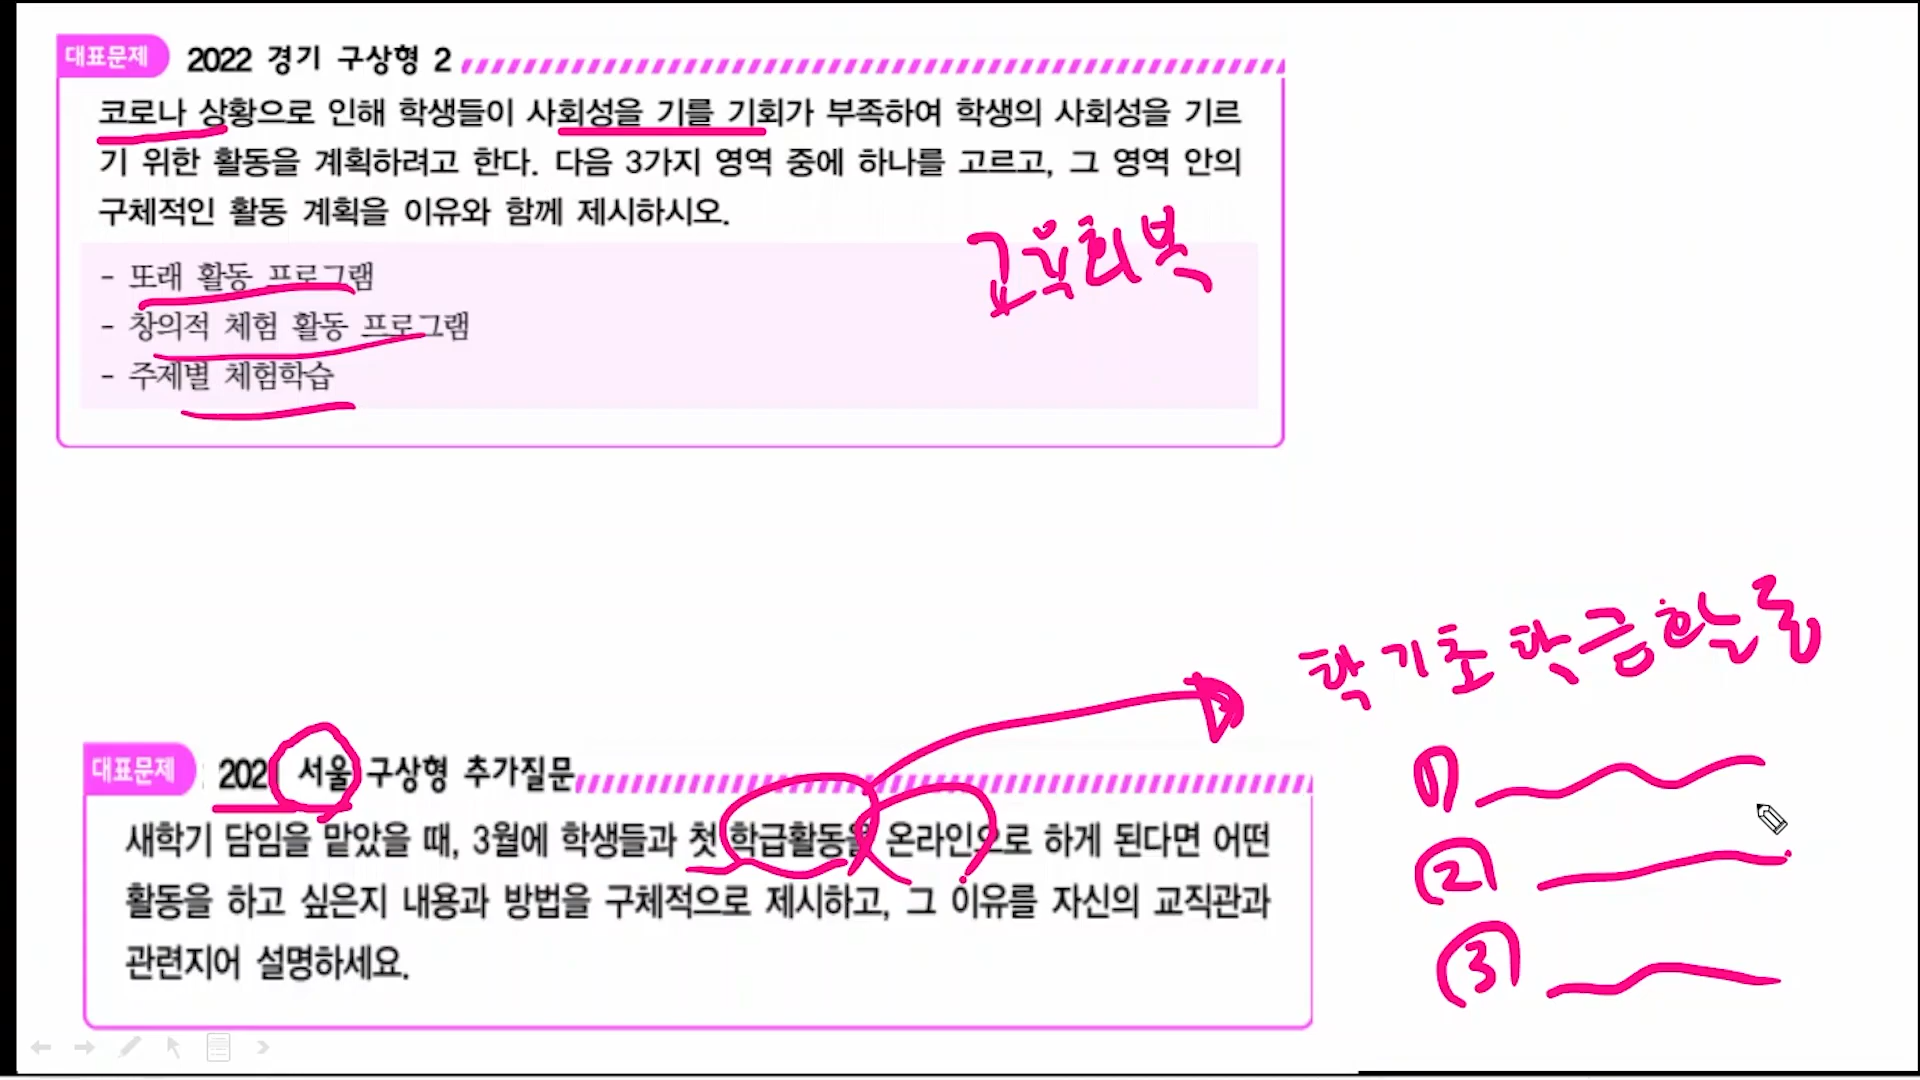 대표문제 2022 경기 구상형 2
코로나 상황으로 인해 학생들이 사회성을 기를 기회가 부족하여 학생의 사회성을 기르
기 위한 활동을 계획하려고 한다. 다음 3가지 영역 중에 하나를 고르고, 그 영역 안의
구체적인 활동 계획을 이유와 함께 제시하시오.
- 또래 활동 프로그램
- 창의적 체험 활동 프로그램
- 주제별 체험학습
교육회복
학기초 학급활동
①
②
③
대표문제 202 서울 구상형 추가질문
새학기 담임을 맡았을 때, 3월에 학생들과 첫 학급활동을 온라인으로 하게 된다면 어떤
활동을 하고 싶은지 내용과 방법을 구체적으로 제시하고, 그 이유를 자신의 교직관과
관련지어 설명하세요.